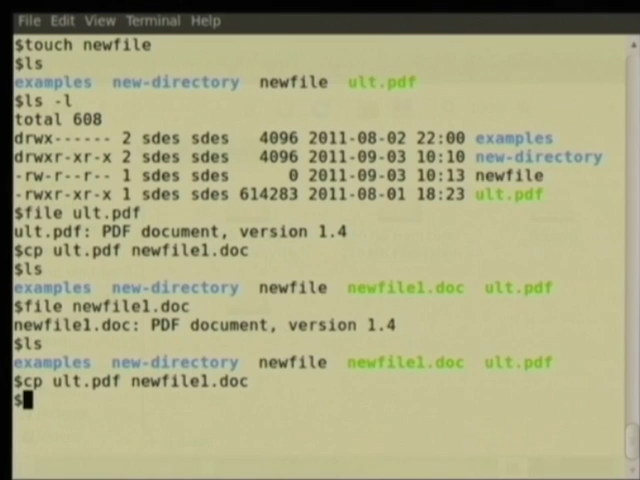 File Edit View Terminal Help
$touch newfile
$ls
examples new-directory newfile ult.pdf
$ls -l
total 608
drwx------ 2 sdes sdes 4096 2011-08-02 22:00 examples
drwxr-xr-x 2 sdes sdes 4096 2011-09-03 10:10 new-directory
-rw-r--r-- 1 sdes sdes 0 2011-09-03 10:13 newfile
-rwxr-xr-x 1 sdes sdes 614283 2011-08-01 18:23 ult.pdf
$file ult.pdf
ult.pdf: PDF document, version 1.4
$cp ult.pdf newfile1.doc
$ls
examples new-directory newfile newfile1.doc ult.pdf
$file newfile1.doc
newfile1.doc: PDF document, version 1.4
$ls
examples new-directory newfile newfile1.doc ult.pdf
$cp ult.pdf newfile1.doc
$